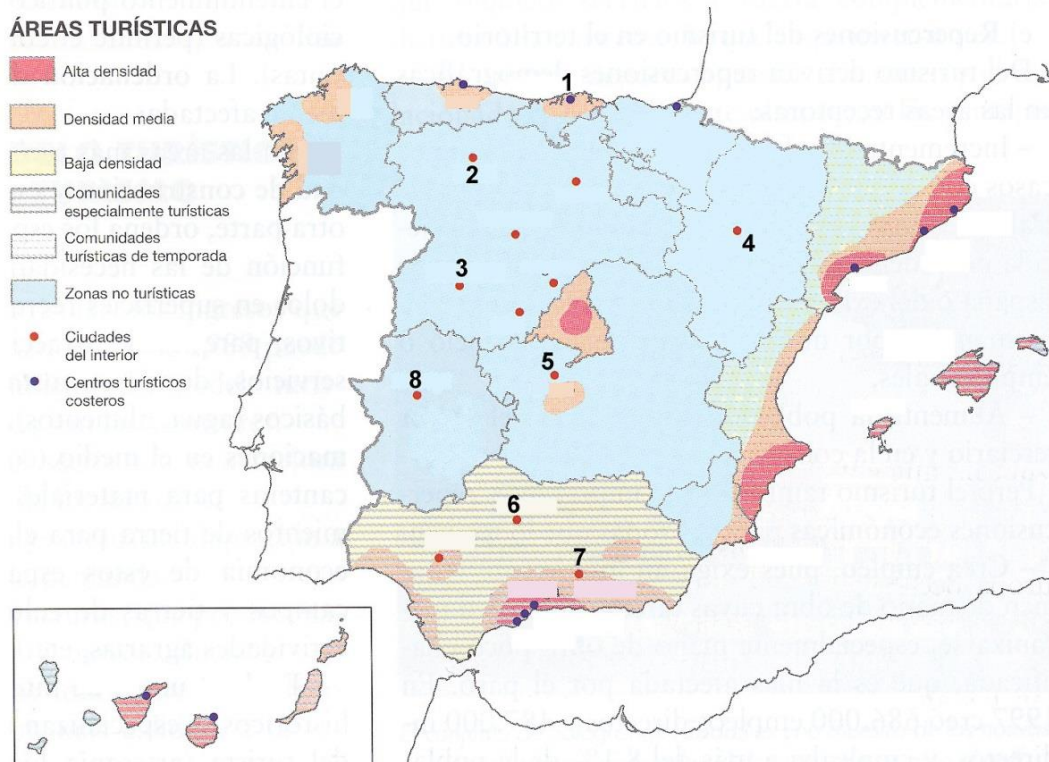 ÁREAS TURÍSTICAS
Alta densidad
Densidad media
Baja densidad
Comunidades
especialmente turísticas
Comunidades
turísticas de temporada
Zonas no turísticas
Ciudades
del interior
Centros turísticos
costeros
1
2
3
4
5
8
6
7